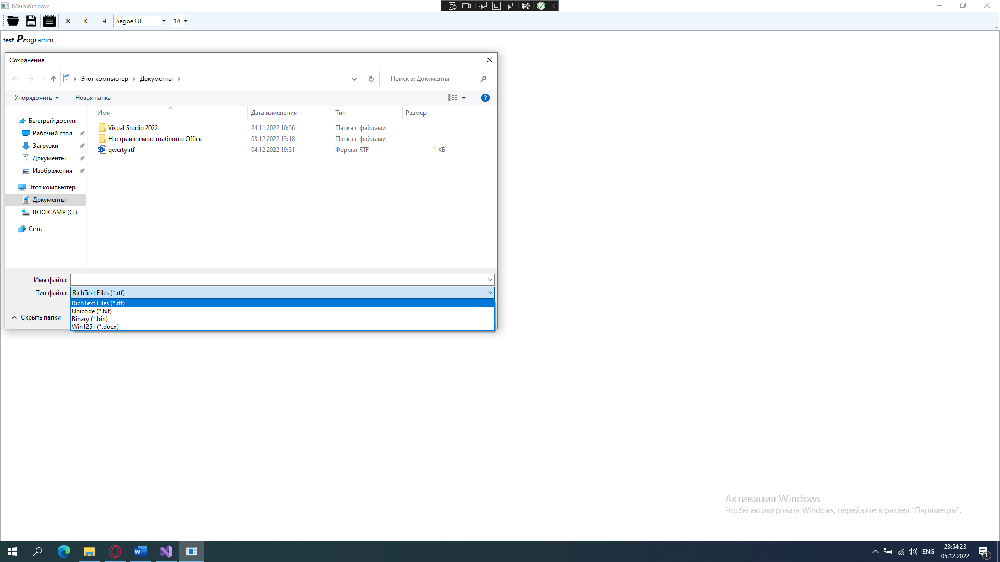 MainWindow
Ж К Ч Segoe UI 14
test Programm
Сохранение
Этот компьютер Документы
Поиск в: Документы
Упорядочить Новая папка
Имя Дата изменения Тип Размер
Быстрый доступ
Рабочий стол
Загрузки
Документы
Изображения
Этот компьютер
Документы
BOOTCAMP (C:)
Сеть
Visual Studio 2022 24.11.2022 10:56 Папка с файлами
Настраиваемые шаблоны Office 03.12.2022 13:18 Папка с файлами
qwerty.rtf 04.12.2022 19:31 Формат RTF 1 КБ
Имя файла:
Тип файла: RichText Files (*.rtf)
RichText Files (*.rtf)
Unicode (*.txt)
Binary (*.bin)
Win1251 (*.docx)
Скрыть папки
Активация Windows
Чтобы активировать Windows, перейдите в раздел "Параметры".
ENG
23:54:23
05.12.2022
1